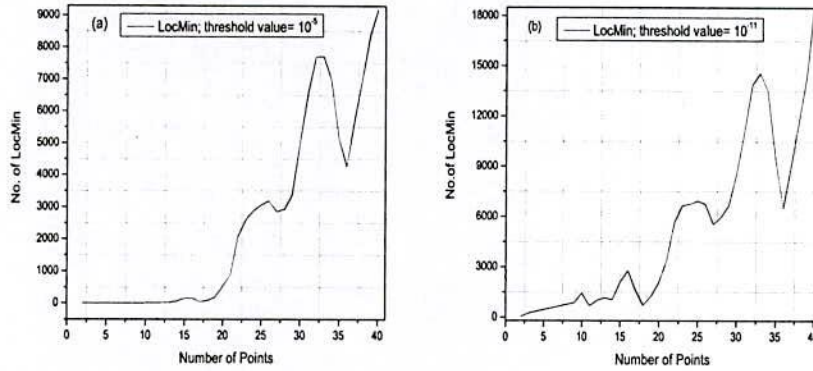 (a)
LocMin; threshold value= 10⁻⁵
9000
8000
7000
6000
5000
4000
3000
2000
1000
0
No. of LocMin
0 5 10 15 20 25 30 35 40
Number of Points
(b)
LocMin; threshold value= 10⁻¹¹
18000
15000
12000
9000
6000
3000
0
No.of LocMin
0 5 10 15 20 25 30 35 40
Number of Points